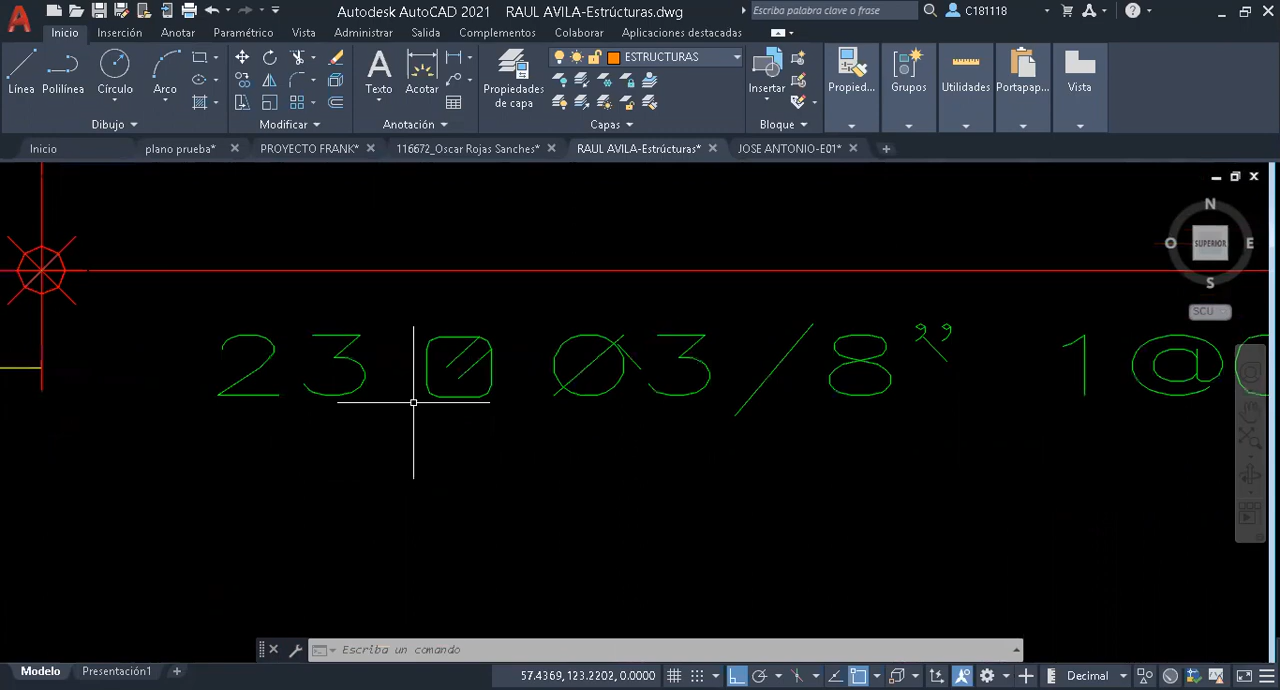 Autodesk AutoCAD 2021 RAUL AVILA-Estrúcturas.dwg Escriba palabra clave o frase C181118
Inicio Inserción Anotar Paramétrico Vista Administrar Salida Complementos Colaborar Aplicaciones destacadas
ESTRUCTURAS
Línea Polilínea Círculo Arco Texto Acotar Propiedades de capa Insertar Propied... Grupos Utilidades Portapap... Vista
Dibujo Modificar Anotación Capas Bloque
Inicio plano prueba* PROYECTO FRANK* 116672_Oscar Rojas Sanches* RAUL AVILA-Estrúcturas* JOSE ANTONIO-E01*
N
O SUPERIOR E
S
SCU
23 Ø3/8” 1@
Escriba un comando
Modelo Presentación1 57.4369, 123.2202, 0.0000 Decimal